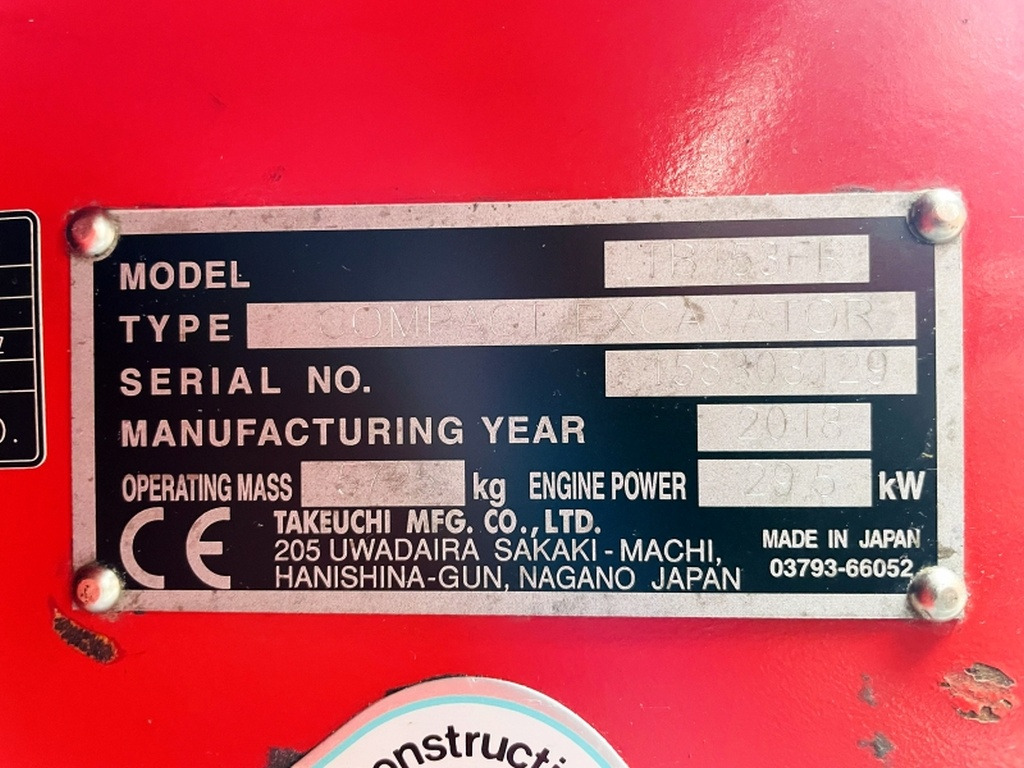 MODEL TB153FR
TYPE COMPACT EXCAVATOR
SERIAL NO.
MANUFACTURING YEAR 2018
OPERATING MASS kg ENGINE POWER 29.5 kW
CE TAKEUCHI MFG. CO., LTD.
205 UWADAIRA SAKAKI-MACHI,
HANISHINA-GUN, NAGANO JAPAN
MADE IN JAPAN
03793-66052